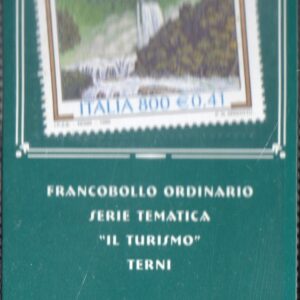 ITALIA 800 €0,41
FRANCOBOLLO ORDINARIO
SERIE TEMATICA
"IL TURISMO"
TERNI